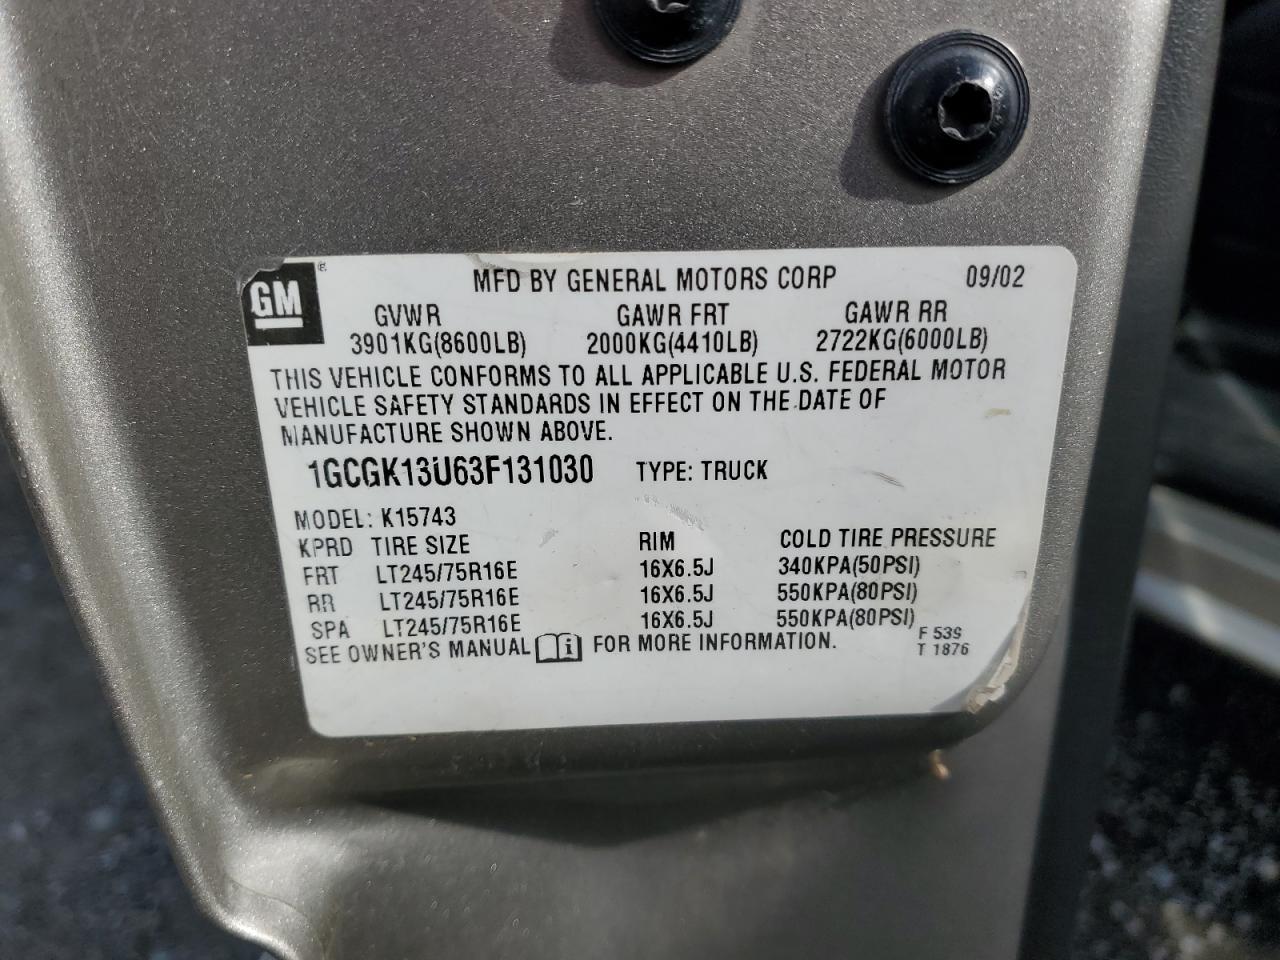 GM®
MFD BY GENERAL MOTORS CORP 09/02
GVWR GAWR FRT GAWR RR
3901KG(8600LB) 2000KG(4410LB) 2722KG(6000LB)
THIS VEHICLE CONFORMS TO ALL APPLICABLE U.S. FEDERAL MOTOR
VEHICLE SAFETY STANDARDS IN EFFECT ON THE DATE OF
MANUFACTURE SHOWN ABOVE.
1GCGK13U63F131030 TYPE: TRUCK
MODEL: K15743
KPRD TIRE SIZE RIM COLD TIRE PRESSURE
FRT LT245/75R16E 16X6.5J 340KPA(50PSI)
RR LT245/75R16E 16X6.5J 550KPA(80PSI)
SPA LT245/75R16E 16X6.5J 550KPA(80PSI)
SEE OWNER'S MANUAL i FOR MORE INFORMATION.
F 539
T 1876